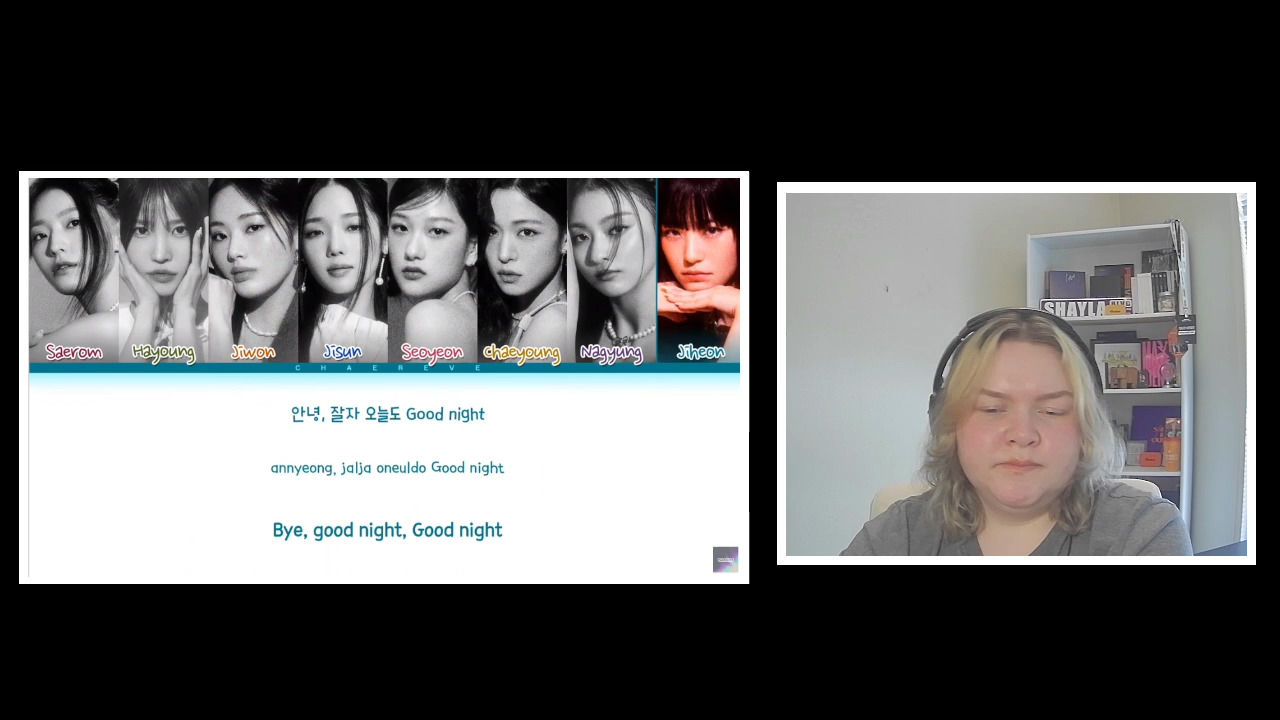 Saerom Hayoung Jiwon Jisun Seoyeon Chaeyoung Nagyung Jiheon
CHAEREVE
안녕, 잘자 오늘도 Good night
annyeong, jalja oneuldo Good night
Bye, good night, Good night
SHAYLA